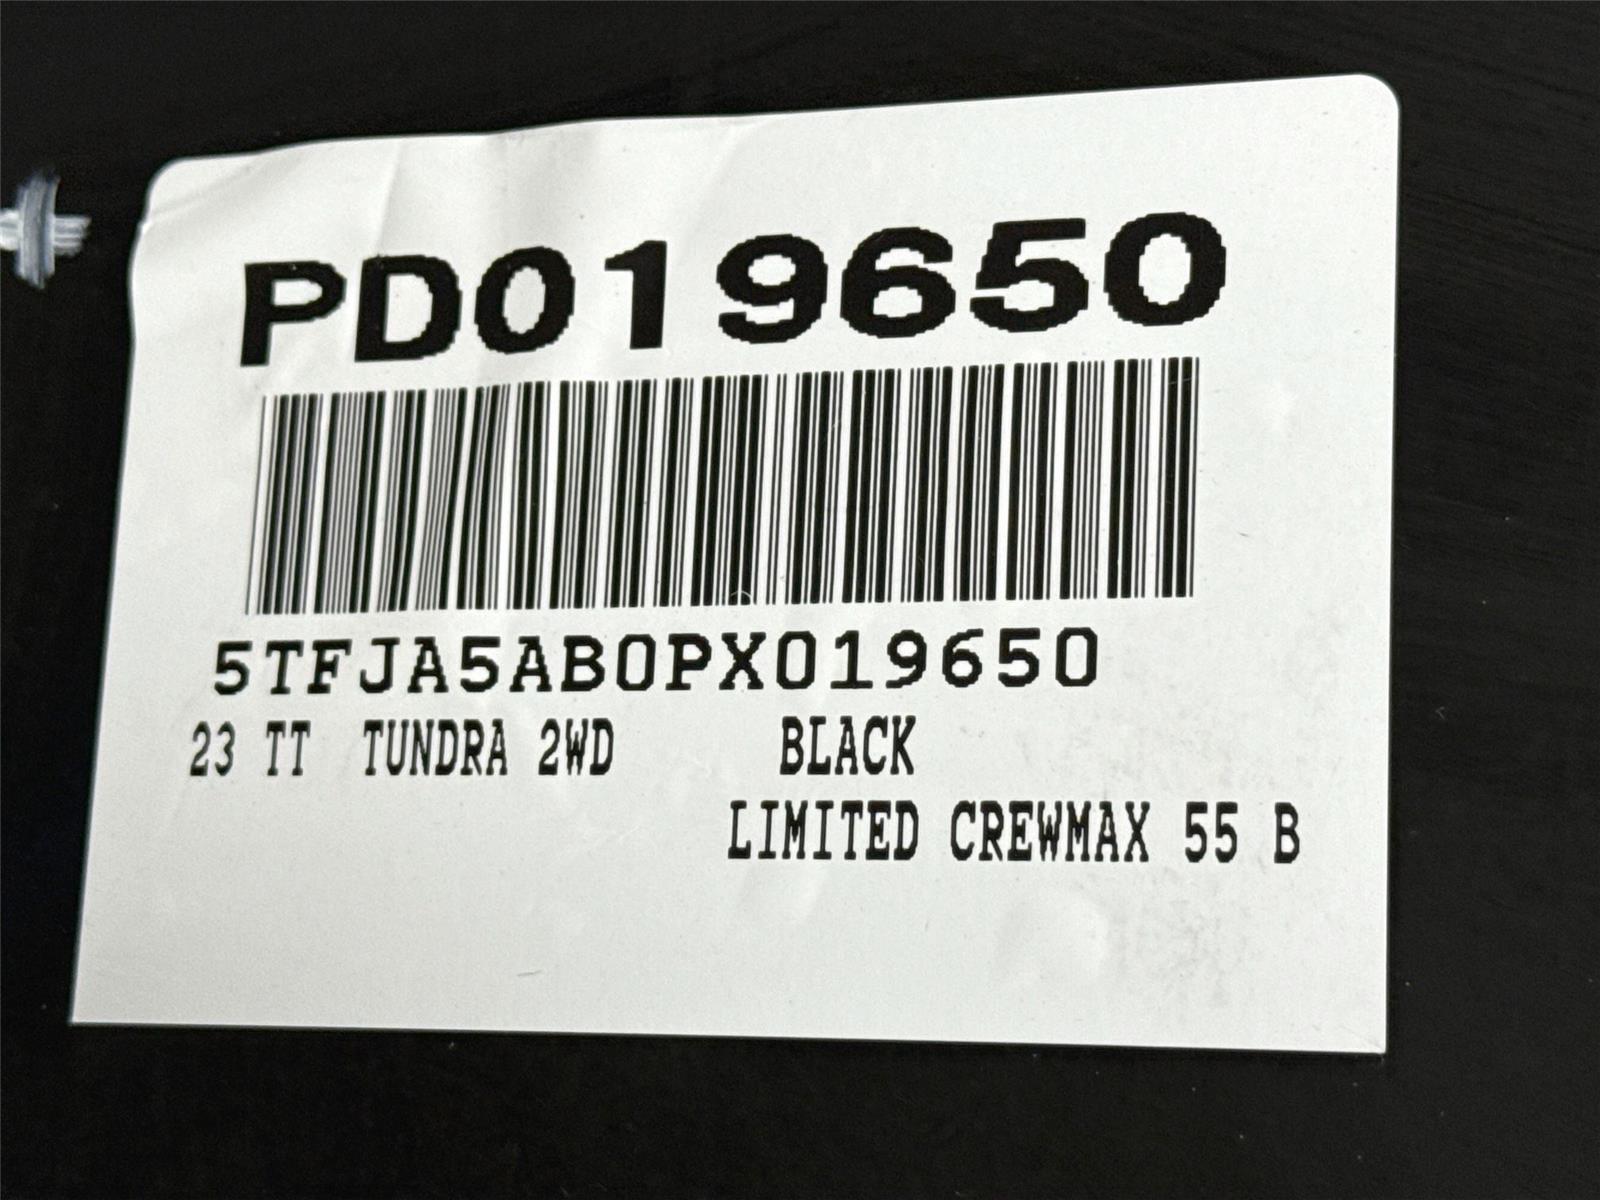 PD019650
5TFJA5AB0PX019650
23 TT TUNDRA 2WD BLACK
LIMITED CREWMAX 55 B